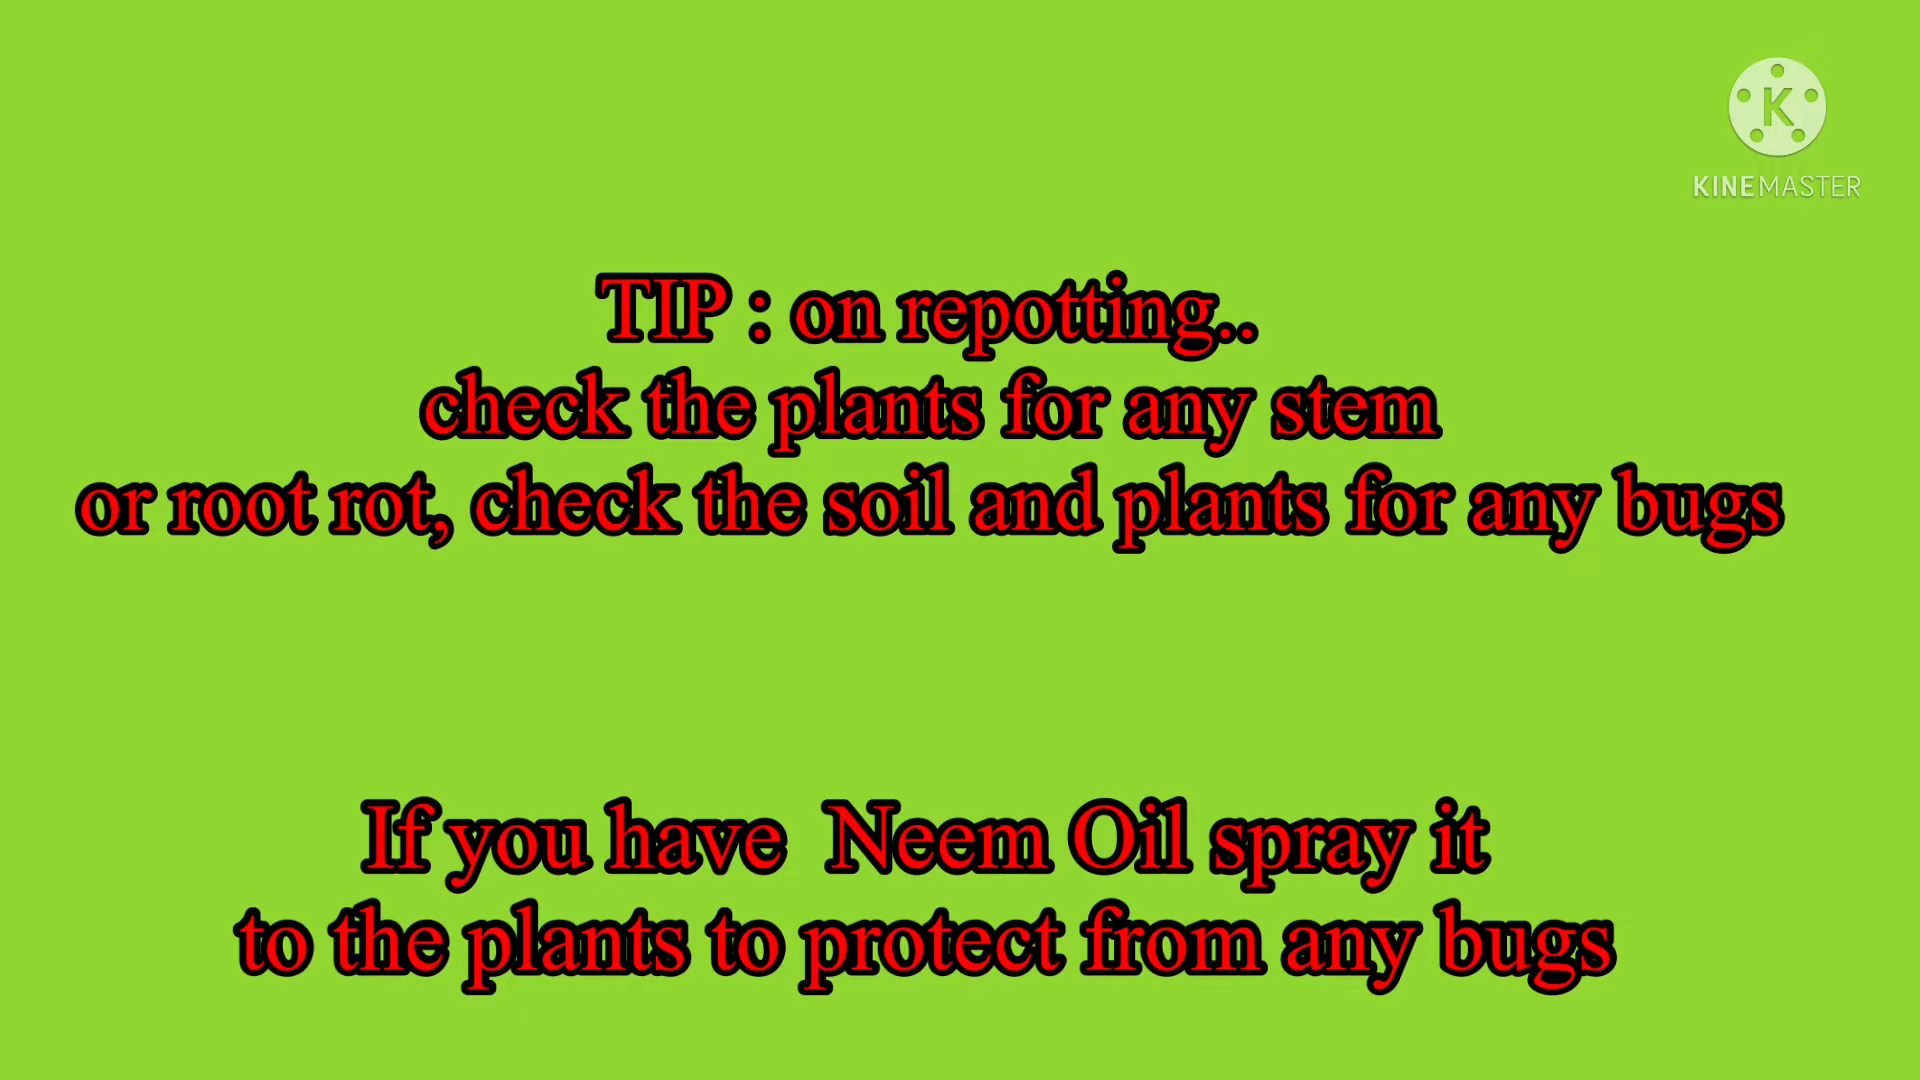 K
KINEMASTER
TIP : on repotting..
check the plants for any stem
or root rot, check the soil and plants for any bugs
If you have  Neem Oil spray it
to the plants to protect from any bugs